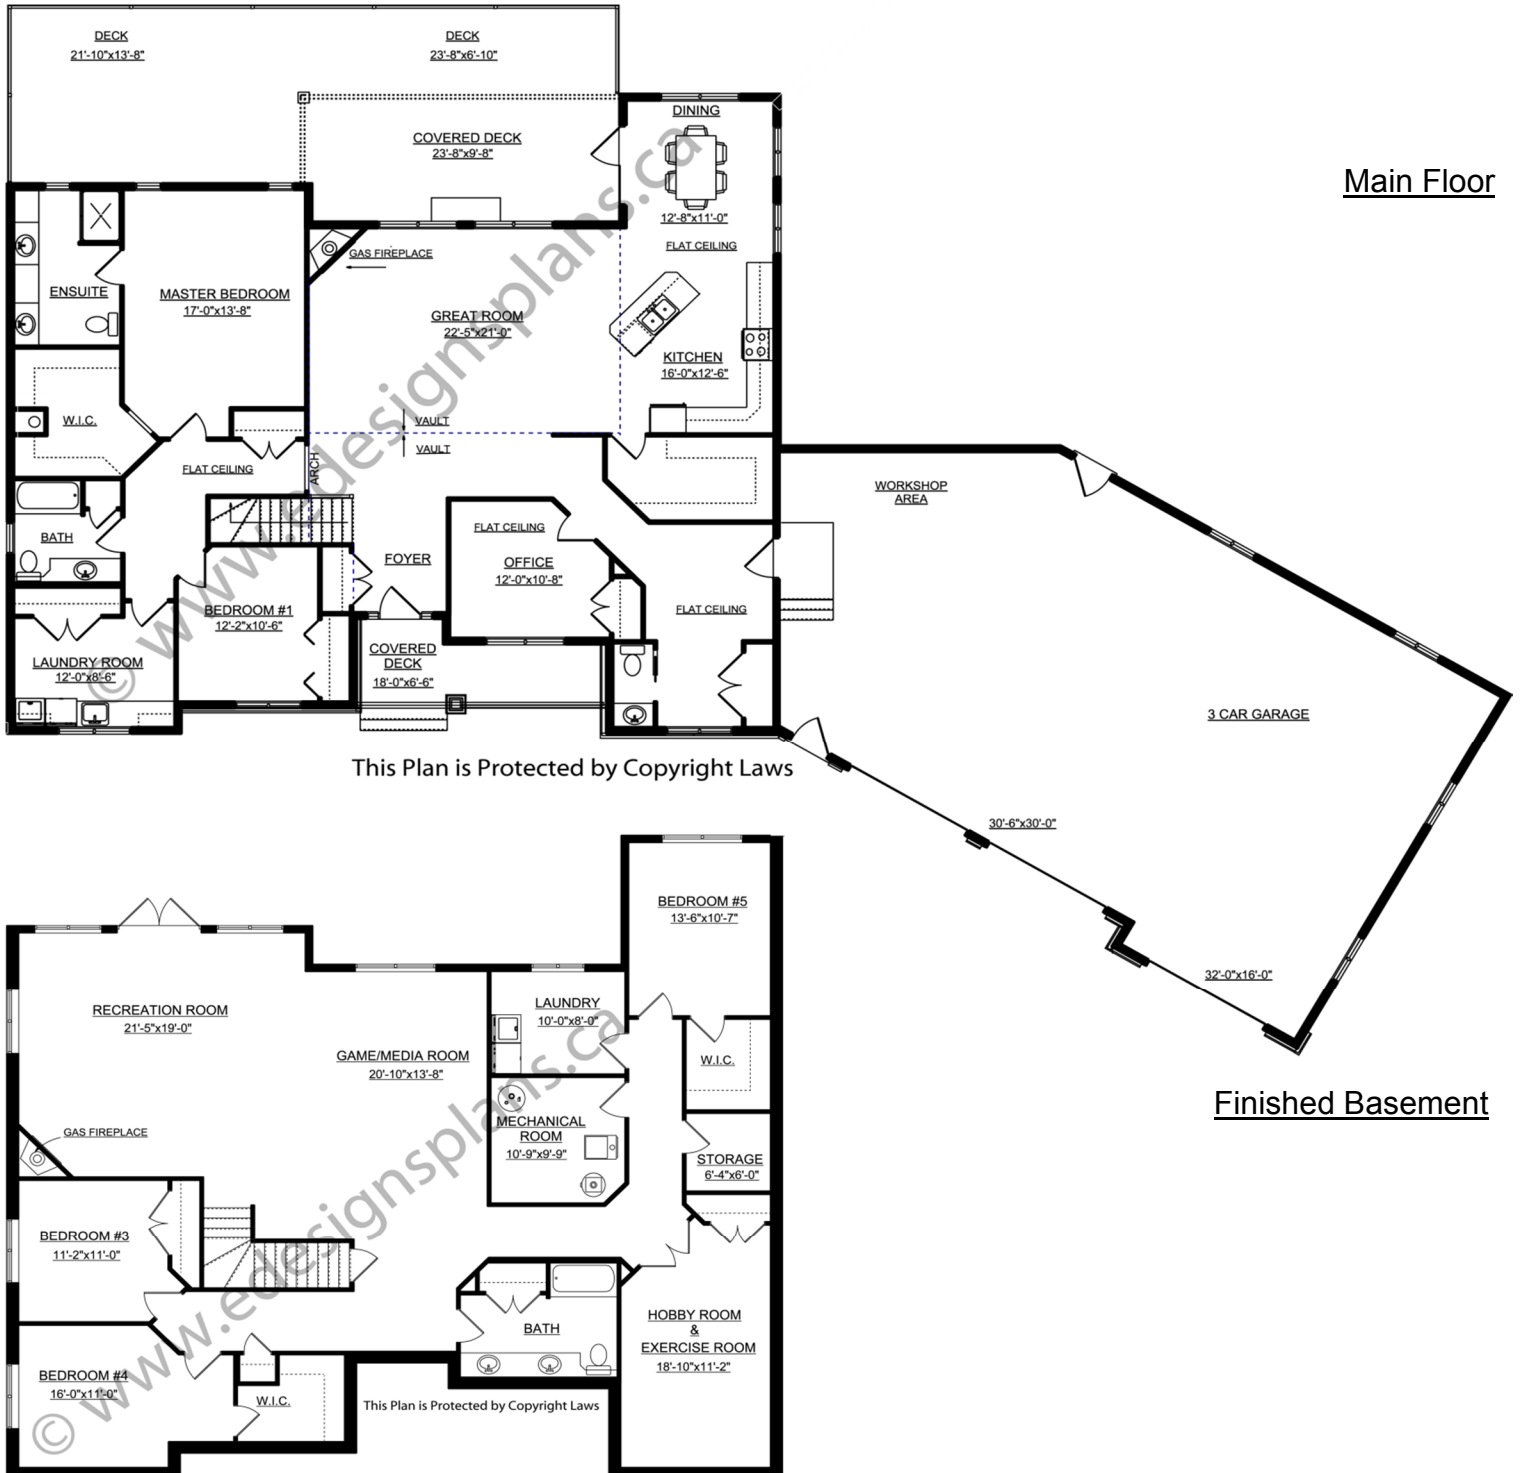 DECK
21'-10"x13'-8"
DECK
23'-8"x6'-10"
COVERED DECK
23'-8"x9'-8"
DINING
12'-8"x11'-0"
FLAT CEILING
Main Floor
GAS FIREPLACE
ENSUITE
MASTER BEDROOM
17'-0"x13'-8"
GREAT ROOM
22'-5"x21'-0"
KITCHEN
16'-0"x12'-6"
W.I.C.
VAULT
VAULT
ARCH
FLAT CEILING
WORKSHOP
AREA
BATH
FOYER
FLAT CEILING
OFFICE
12'-0"x10'-8"
BEDROOM #1
12'-2"x10'-6"
FLAT CEILING
LAUNDRY ROOM
12'-0"x8'-6"
COVERED
DECK
18'-0"x6'-6"
3 CAR GARAGE
30'-6"x30'-0"
32'-0"x16'-0"
© www.edesignsplans.ca
This Plan is Protected by Copyright Laws
BEDROOM #5
13'-6"x10'-7"
RECREATION ROOM
21'-5"x19'-0"
LAUNDRY
10'-0"x8'-0"
GAME/MEDIA ROOM
20'-10"x13'-8"
W.I.C.
Finished Basement
GAS FIREPLACE
MECHANICAL
ROOM
10'-9"x9'-9"
STORAGE
6'-4"x6'-0"
BEDROOM #3
11'-2"x11'-0"
BATH
HOBBY ROOM
&
EXERCISE ROOM
18'-10"x11'-2"
BEDROOM #4
16'-0"x11'-0"
W.I.C.
© www.edesignsplans.ca
This Plan is Protected by Copyright Laws